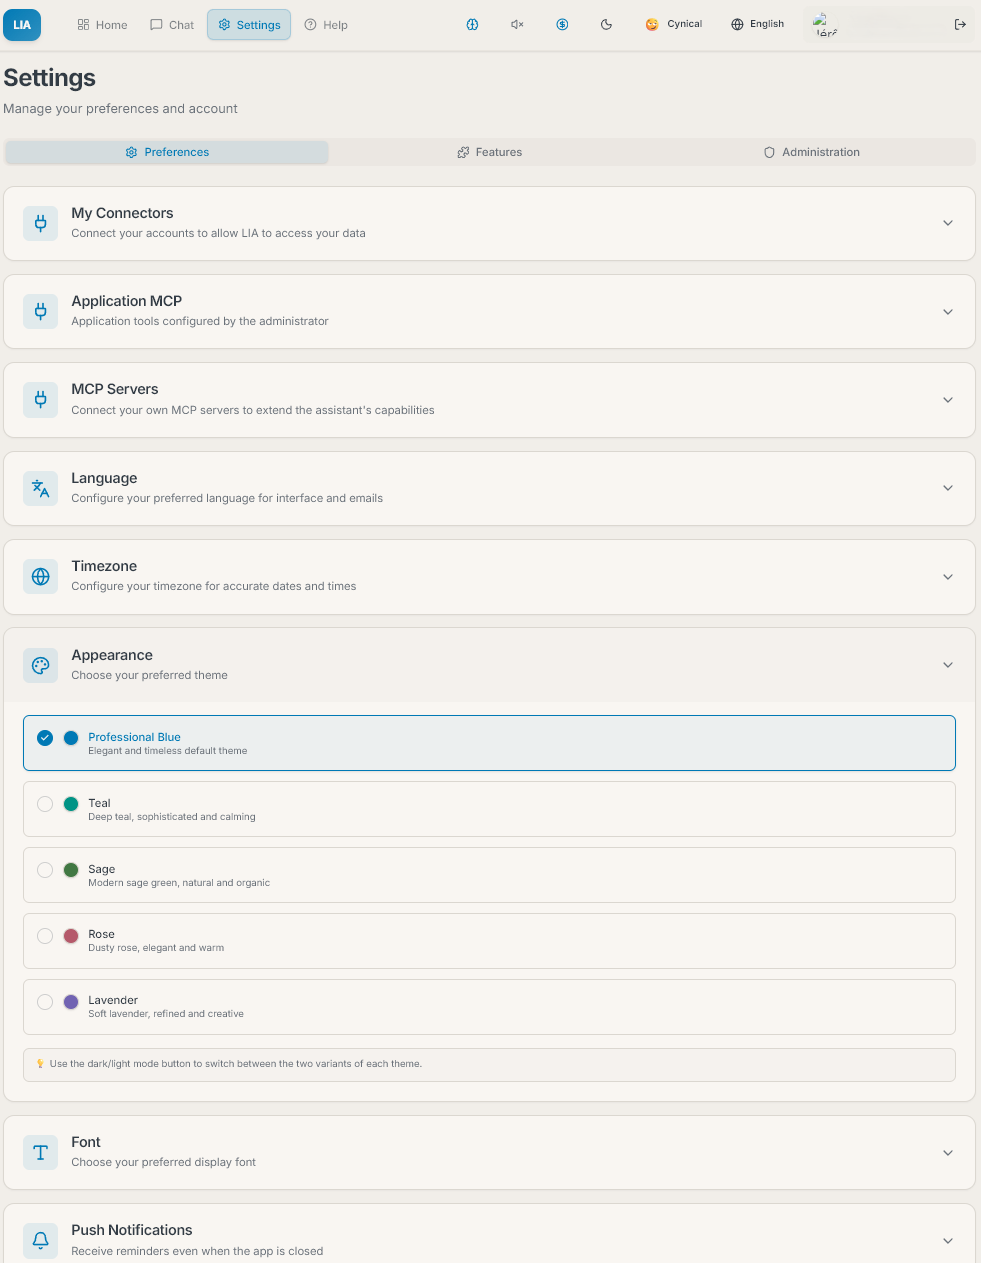 LIA
Home
Chat
Settings
Help
Cynical
English
Settings
Manage your preferences and account
Preferences
Features
Administration
My Connectors
Connect your accounts to allow LIA to access your data
Application MCP
Application tools configured by the administrator
MCP Servers
Connect your own MCP servers to extend the assistant's capabilities
Language
Configure your preferred language for interface and emails
Timezone
Configure your timezone for accurate dates and times
Appearance
Choose your preferred theme
Professional Blue
Elegant and timeless default theme
Teal
Deep teal, sophisticated and calming
Sage
Modern sage green, natural and organic
Rose
Dusty rose, elegant and warm
Lavender
Soft lavender, refined and creative
Use the dark/light mode button to switch between the two variants of each theme.
Font
Choose your preferred display font
Push Notifications
Receive reminders even when the app is closed